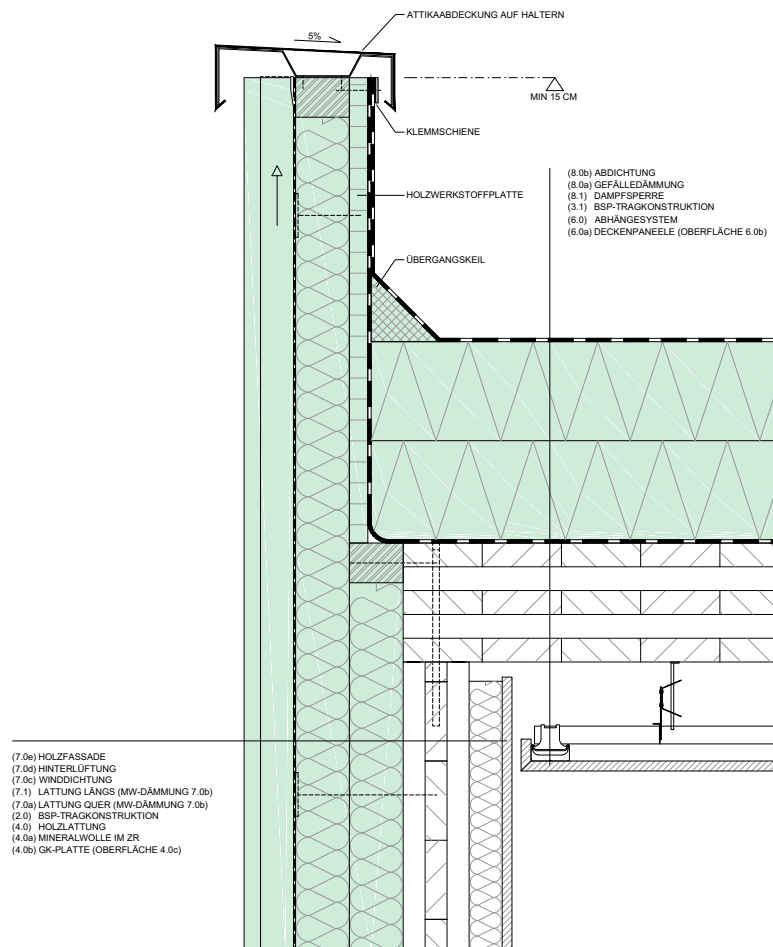 ATTIKAABDECKUNG AUF HALTERN
5%
MIN 15 CM
KLEMMSCHIENE
(8.0b) ABDICHTUNG
(8.0a) GEFÄLLEDÄMMUNG
(8.1) DAMPFSPERRE
(3.1) BSP-TRAGKONSTRUKTION
(6.0) ABHÄNGESYSTEM
(6.0a) DECKENPANEELE (OBERFLÄCHE 6.0b)
HOLZWERKSTOFFPLATTE
ÜBERGANGSKEIL
(7.0e) HOLZFASSADE
(7.0d) HINTERLÜFTUNG
(7.0c) WINDDICHTUNG
(7.1) LATTUNG LÄNGS (MW-DÄMMUNG 7.0b)
(7.0a) LATTUNG QUER (MW-DÄMMUNG 7.0b)
(2.0) BSP-TRAGKONSTRUKTION
(4.0) HOLZLATTUNG
(4.0a) MINERALWOLLE IM ZR
(4.0b) GK-PLATTE (OBERFLÄCHE 4.0c)